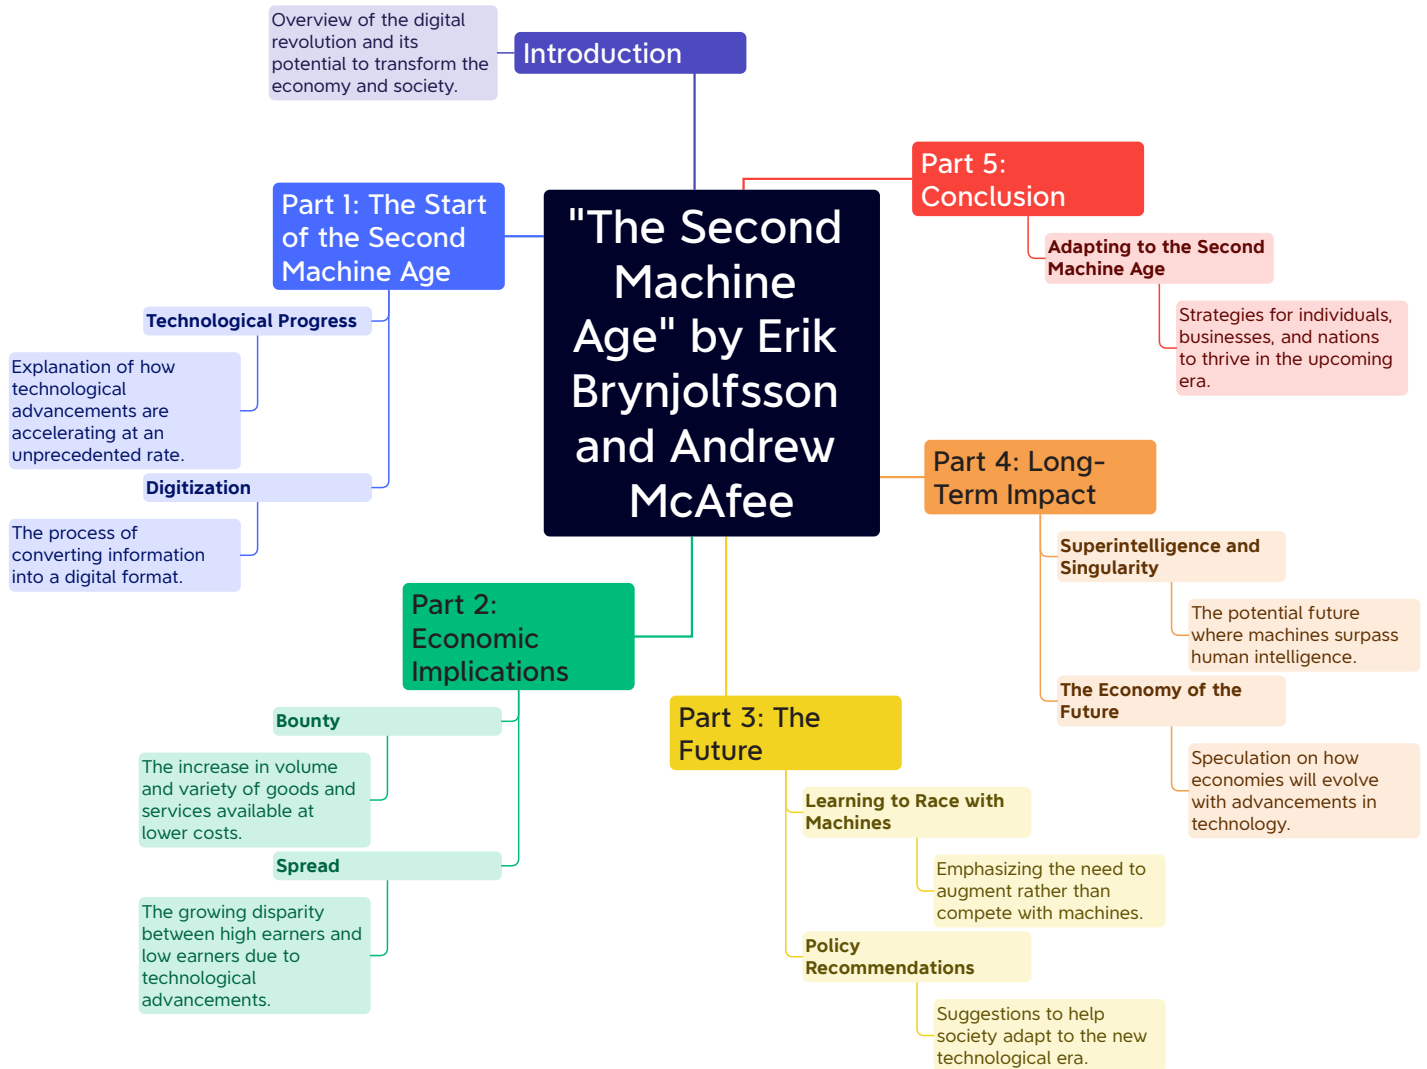 "The Second
Machine
Age" by Erik
Brynjolfsson
and Andrew
McAfee
Introduction
Overview of the digital
revolution and its
potential to transform the
economy and society.
Part 1: The Start
of the Second
Machine Age
Technological Progress
Explanation of how
technological
advancements are
accelerating at an
unprecedented rate.
Digitization
The process of
converting information
into a digital format.
Part 2:
Economic
Implications
Bounty
The increase in volume
and variety of goods and
services available at
lower costs.
Spread
The growing disparity
between high earners and
low earners due to
technological
advancements.
Part 3: The
Future
Learning to Race with
Machines
Emphasizing the need to
augment rather than
compete with machines.
Policy
Recommendations
Suggestions to help
society adapt to the new
technological era.
Part 4: Long-
Term Impact
Superintelligence and
Singularity
The potential future
where machines surpass
human intelligence.
The Economy of the
Future
Speculation on how
economies will evolve
with advancements in
technology.
Part 5:
Conclusion
Adapting to the Second
Machine Age
Strategies for individuals,
businesses, and nations
to thrive in the upcoming
era.